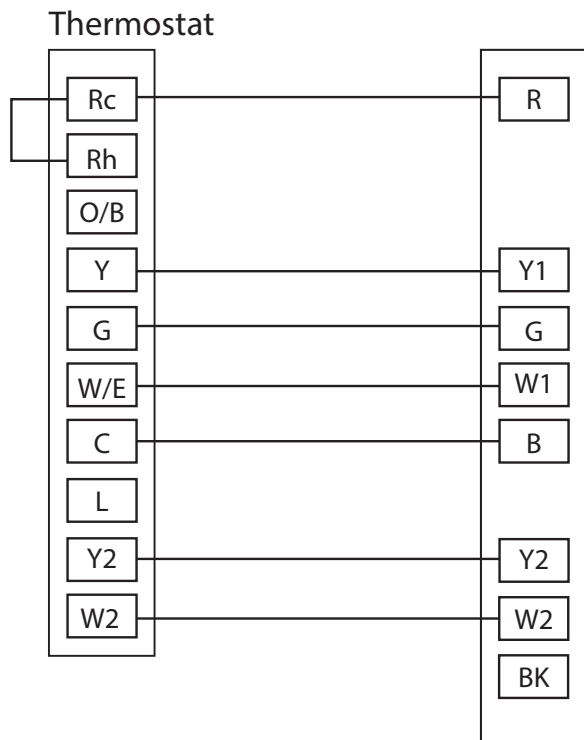 Thermostat
Rc R
Rh
O/B
Y Y1
G G
W/E W1
C B
L
Y2 Y2
W2 W2
BK